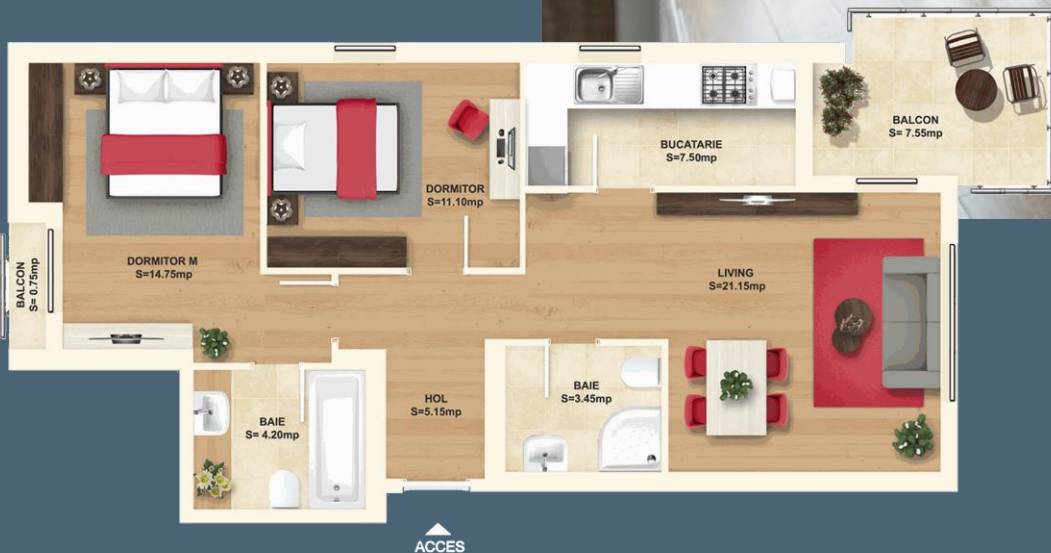 BALCON
S= 7.55mp
BUCATARIE
S=7.50mp
DORMITOR
S=11.10mp
DORMITOR M
S=14.75mp
BALCON
S= 0.75mp
LIVING
S=21.15mp
BAIE
S=3.45mp
HOL
S=5.15mp
BAIE
S= 4.20mp
ACCES